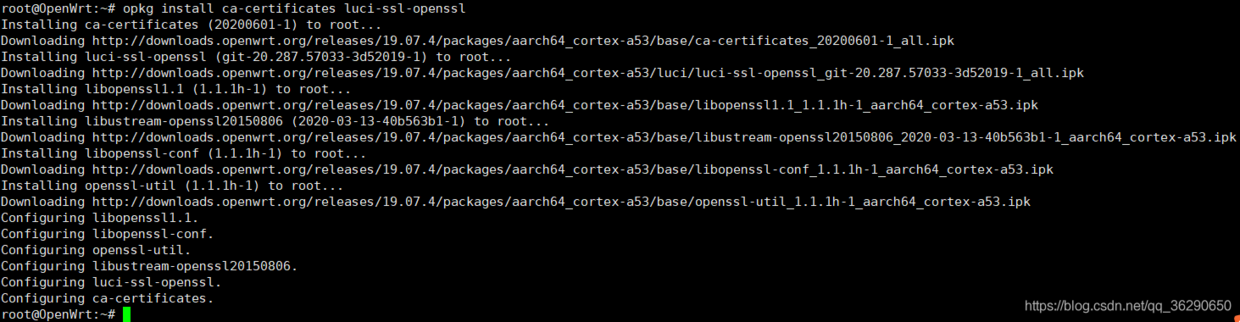 root@OpenWrt:~# opkg install ca-certificates luci-ssl-openssl
Installing ca-certificates (20200601-1) to root...
Downloading http://downloads.openwrt.org/releases/19.07.4/packages/aarch64_cortex-a53/base/ca-certificates_20200601-1_all.ipk
Installing luci-ssl-openssl (git-20.287.57033-3d52019-1) to root...
Downloading http://downloads.openwrt.org/releases/19.07.4/packages/aarch64_cortex-a53/luci/luci-ssl-openssl_git-20.287.57033-3d52019-1_all.ipk
Installing libopenssl1.1 (1.1.1h-1) to root...
Downloading http://downloads.openwrt.org/releases/19.07.4/packages/aarch64_cortex-a53/base/libopenssl1.1_1.1.1h-1_aarch64_cortex-a53.ipk
Installing libustream-openssl20150806 (2020-03-13-40b563b1-1) to root...
Downloading http://downloads.openwrt.org/releases/19.07.4/packages/aarch64_cortex-a53/base/libustream-openssl20150806_2020-03-13-40b563b1-1_aarch64_cortex-a53.ipk
Installing libopenssl-conf (1.1.1h-1) to root...
Downloading http://downloads.openwrt.org/releases/19.07.4/packages/aarch64_cortex-a53/base/libopenssl-conf_1.1.1h-1_aarch64_cortex-a53.ipk
Installing openssl-util (1.1.1h-1) to root...
Downloading http://downloads.openwrt.org/releases/19.07.4/packages/aarch64_cortex-a53/base/openssl-util_1.1.1h-1_aarch64_cortex-a53.ipk
Configuring libopenssl1.1.
Configuring libopenssl-conf.
Configuring openssl-util.
Configuring libustream-openssl20150806.
Configuring luci-ssl-openssl.
Configuring ca-certificates.
root@OpenWrt:~#
https://blog.csdn.net/qq_36290650